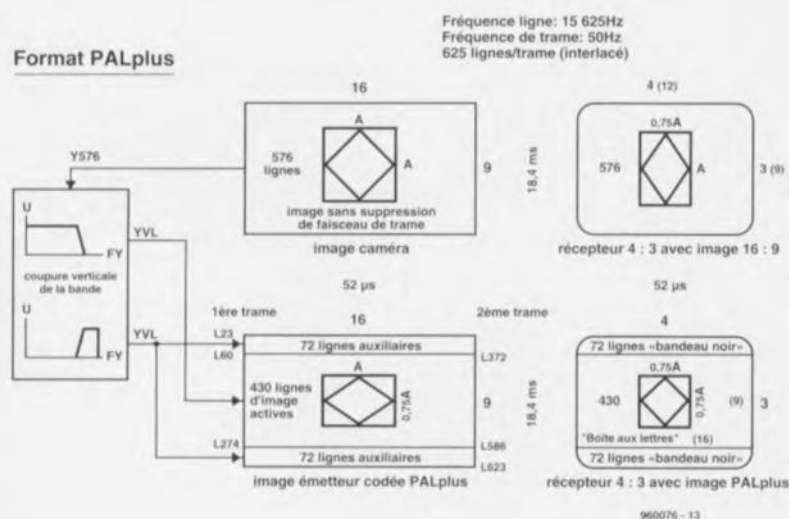 Fréquence ligne: 15 625Hz
Fréquence de trame: 50Hz
625 lignes/trame (interlacé)
Format PALplus
16
4 (12)
Y576
576
lignes
A
A
9
image sans suppression
de faisceau de trame
image caméra
18,4 ms
0,75A
576
A
3 (9)
récepteur 4 : 3 avec image 16 : 9
U
FY
coupure verticale
de la bande
U
FY
YVL
YVL
52 µs
52 µs
1ère trame
16
2ème trame
4
L23
L60
72 lignes auxiliaires
L372
430 lignes
d'image
actives
A
0,75A
9
L274
L586
72 lignes auxiliaires
L623
image émetteur codée PALplus
18,4 ms
72 lignes «bandeau noir»
0,75A
430
0,75A
(9)
3
"Boite aux lettres"
(16)
72 lignes «bandeau noir»
récepteur 4 : 3 avec image PALplus
960076 - 13